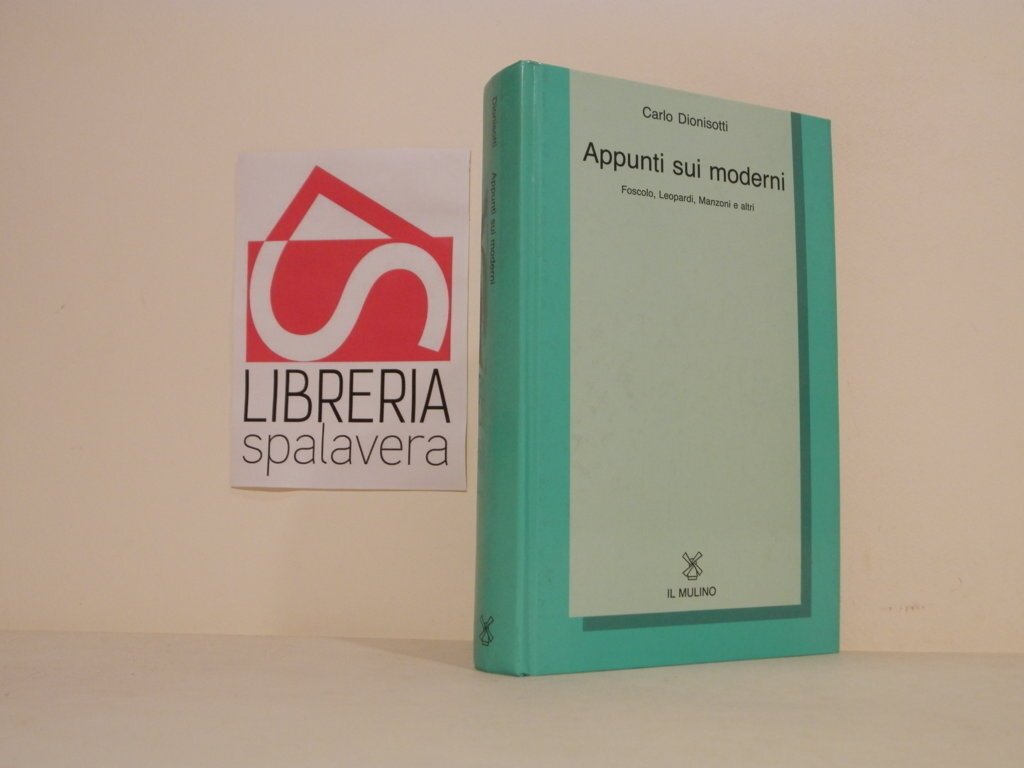 LIBRERIA
spalavera
Dionisotti Appunti sui moderni
Carlo Dionisotti
Appunti sui moderni
Foscolo, Leopardi, Manzoni e altri
IL MULINO